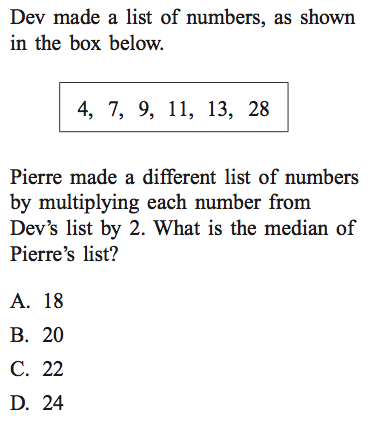 Dev made a list of numbers, as shown
in the box below.
4, 7, 9, 11, 13, 28
Pierre made a different list of numbers
by multiplying each number from
Dev's list by 2. What is the median of
Pierre's list?
A. 18
B. 20
C. 22
D. 24